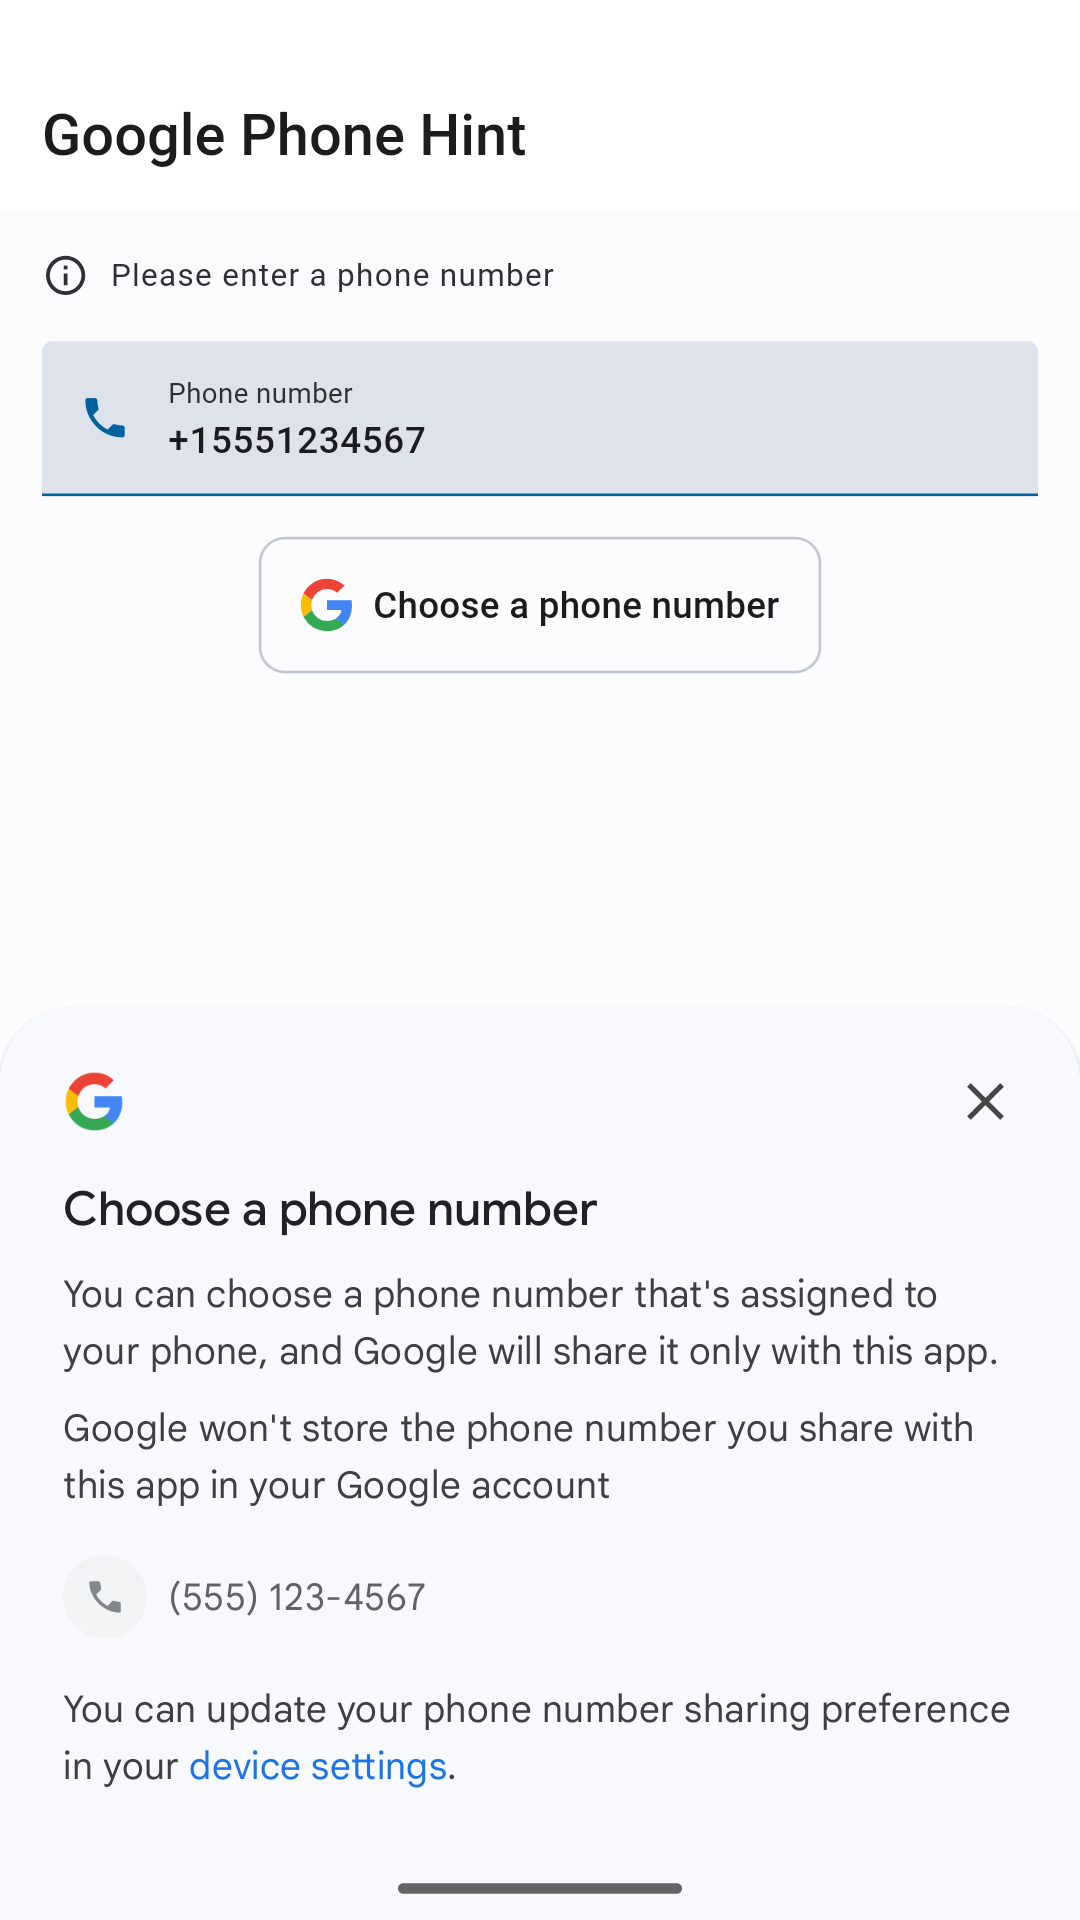 Google Phone Hint
Please enter a phone number
Phone number
+15551234567
Choose a phone number
Choose a phone number
You can choose a phone number that's assigned to
your phone, and Google will share it only with this app.
Google won't store the phone number you share with
this app in your Google account
(555) 123-4567
You can update your phone number sharing preference
in your device settings.